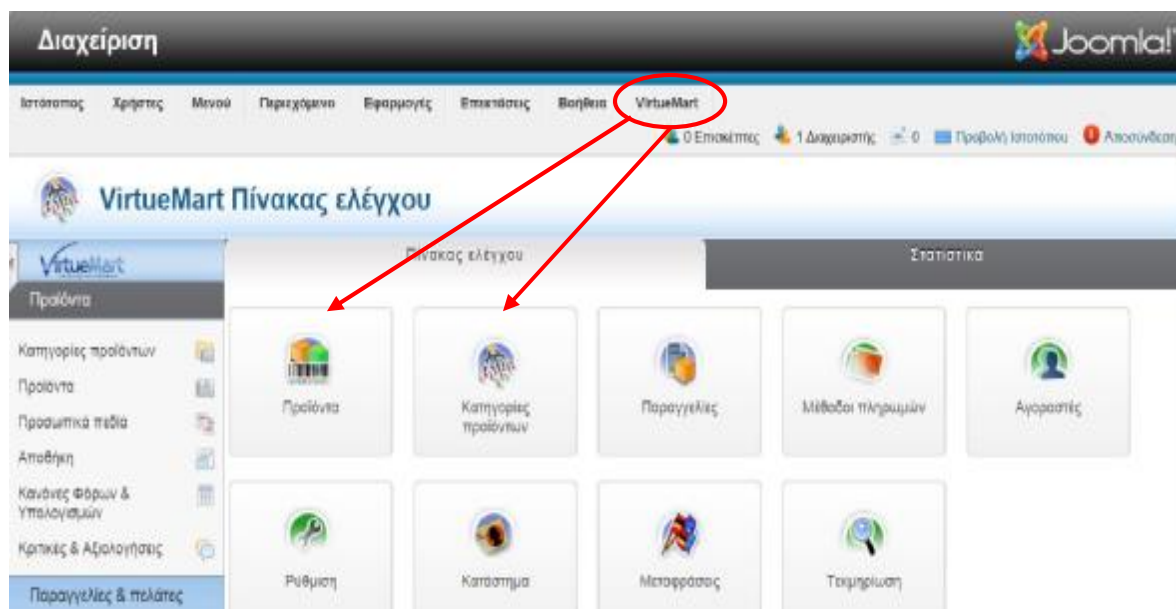 Διαχείριση
Joomla!
Ιστότοπος Χρήστες Μενού Περιεχόμενο Εφαρμογές Επεκτάσεις Βοήθεια VirtueMart
0 Επισκέπτες 1 Διαχειριστής 0 Προβολή Ιστοτόπου Αποσύνδεση
VirtueMart Πίνακας ελέγχου
VirtueMart
Πίνακας ελέγχου Στατιστικά
Προϊόντα
Κατηγορίες προϊόντων
Προϊόντα
Προσωπικά πεδία
Αποθήκη
Κανόνες Φόρων &
Υπολογισμών
Κριτικές & Αξιολογήσεις
Παραγγελίες & πελάτες
Προϊόντα
Κατηγορίες
προϊόντων
Παραγγελίες
Μέθοδοι πληρωμών
Αγοραστές
Ρύθμιση
Κατάστημα
Μεταφράσεις
Τεκμηρίωση